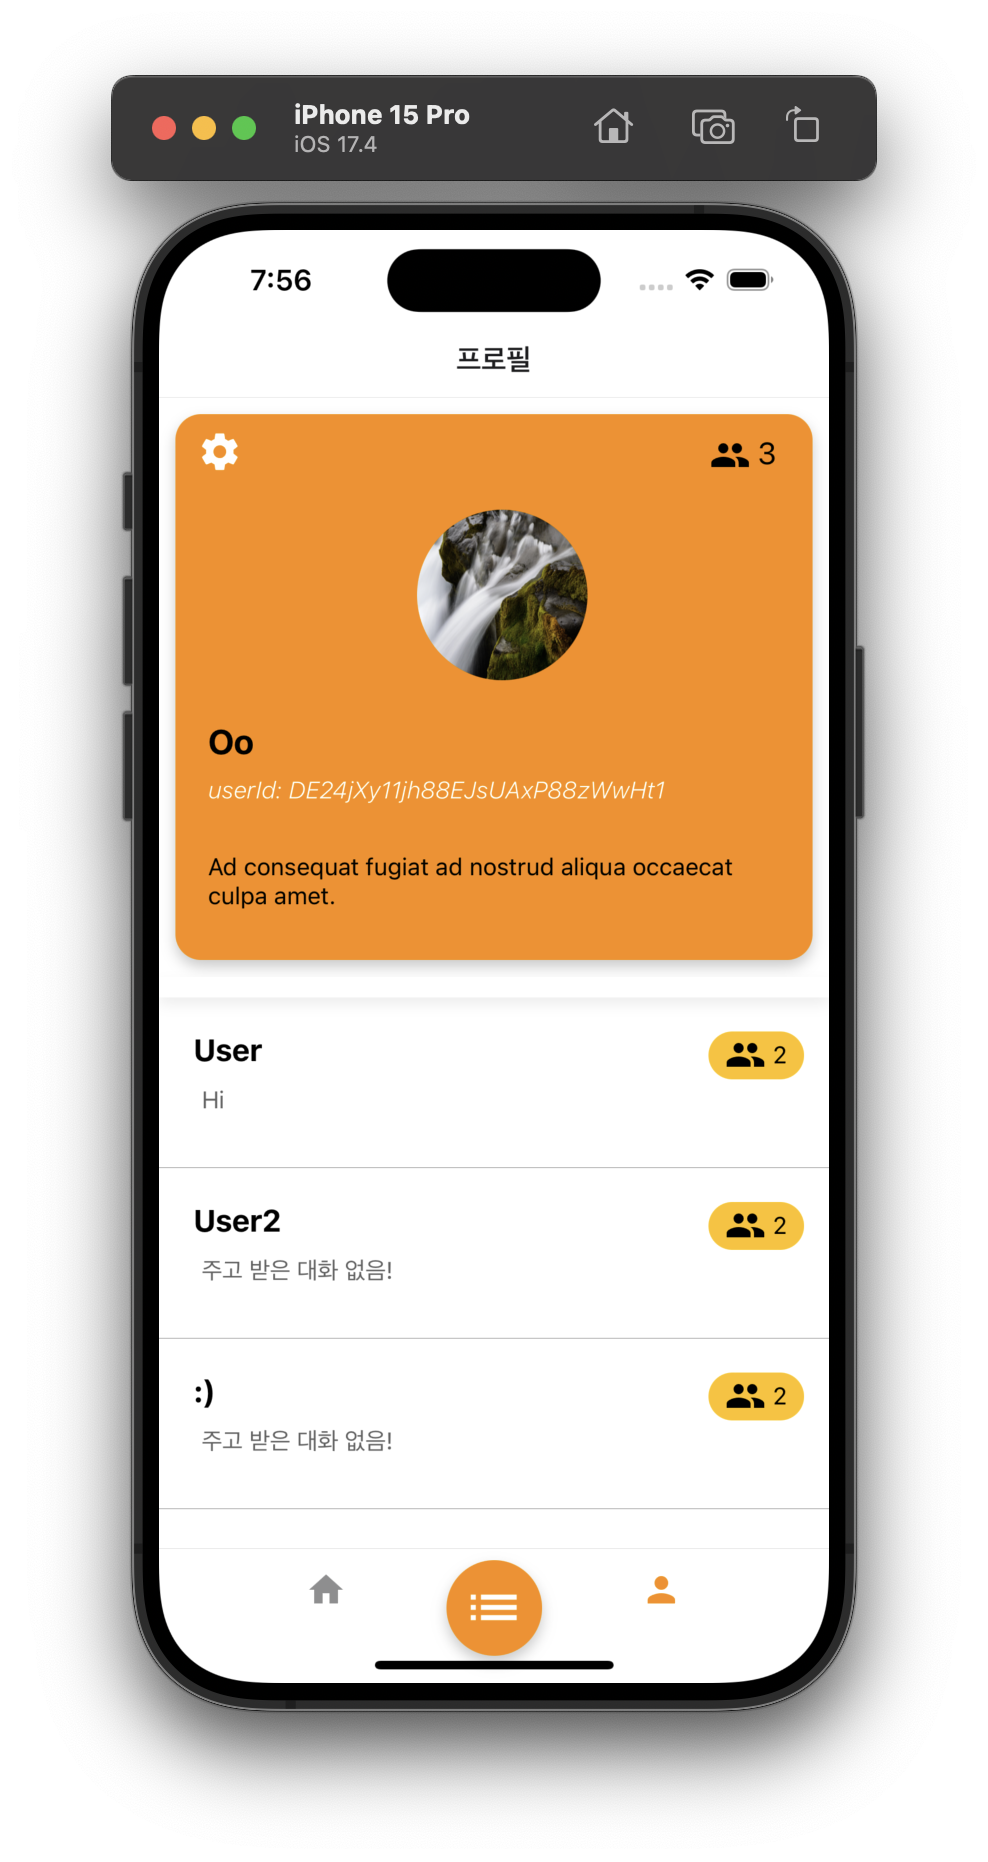 iPhone 15 Pro
iOS 17.4
7:56
프로필
3
Oo
userId: DE24jXy11jh88EJsUAxP88zWwHt1
Ad consequat fugiat ad nostrud aliqua occaecat
culpa amet.
User
2
Hi
User2
2
주고 받은 대화 없음!
:)
2
주고 받은 대화 없음!